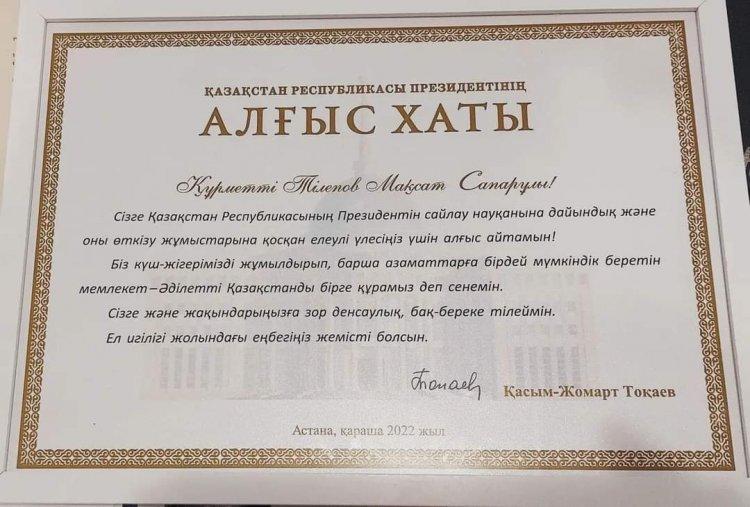 ҚАЗАҚСТАН РЕСПУБЛИКАСЫ ПРЕЗИДЕНТІНІҢ
АЛҒЫС ХАТЫ
Құрметті Тілепов Мақсат Сапарұлы!
Сізге Қазақстан Республикасының Президентін сайлау науқанына дайындық және
оны өткізу жұмыстарына қосқан елеулі үлесіңіз үшін алғыс айтамын!
Біз күш-жігерімізді жұмылдырып, барша азаматтарға бірдей мүмкіндік беретін
мемлекет – Әділетті Қазақстанды бірге құрамыз деп сенемін.
Сізге және жақындарыңызға зор денсаулық, бақ-береке тілеймін.
Ел игілігі жолындағы еңбегіңіз жемісті болсын.
Қасым-Жомарт Тоқаев
Астана, қараша 2022 жыл